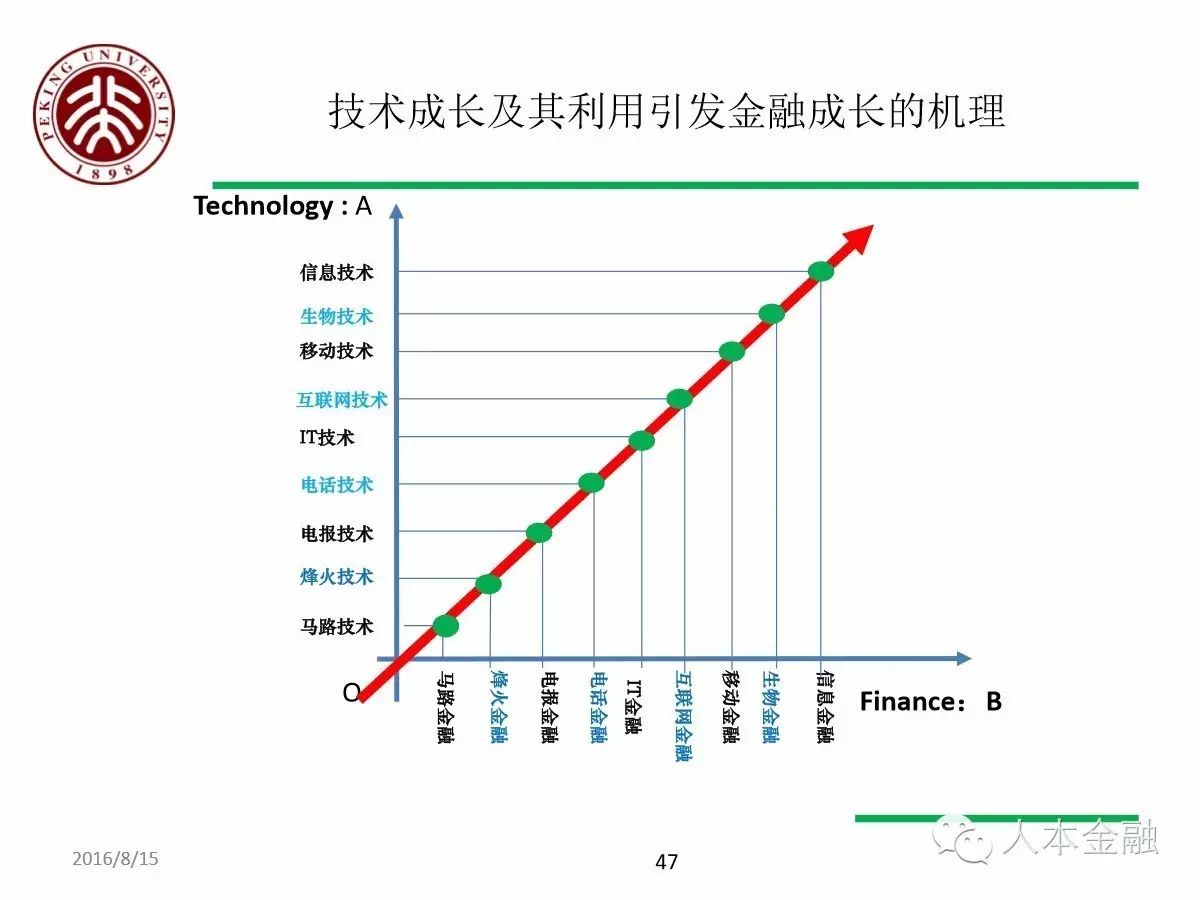 PEKING UNIVERSITY
1898
技术成长及其利用引发金融成长的机理
Technology : A
信息技术
生物技术
移动技术
互联网技术
IT技术
电话技术
电报技术
烽火技术
马路技术
O
马路金融
烽火金融
电报金融
电话金融
IT金融
互联网金融
移动金融
生物金融
信息金融
Finance： B
人本金融
2016/8/15
47